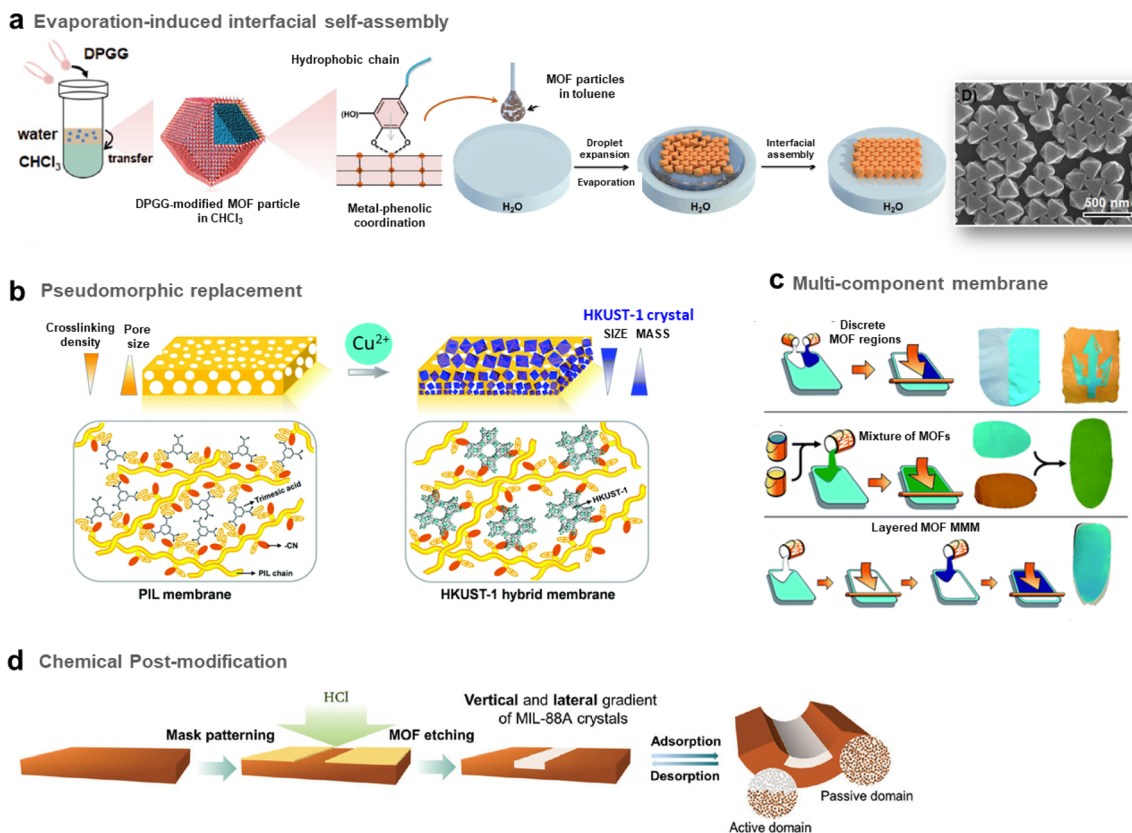 a Evaporation-induced interfacial self-assembly
DPGG
water
CHCl3
transfer
DPGG-modified MOF particle
in CHCl3
Hydrophobic chain
(HO)
O
O
Metal-phenolic
coordination
MOF particles
in toluene
H2O
Droplet
expansion
Evaporation
H2O
Interfacial
assembly
H2O
D)
500 nm
b Pseudomorphic replacement
Crosslinking
density
Pore
size
Cu2+
HKUST-1 crystal
SIZE MASS
Trimesic acid
-CN
PIL chain
PIL membrane
HKUST-1
HKUST-1 hybrid membrane
c Multi-component membrane
Discrete
MOF regions
Mixture of MOFs
Layered MOF MMM
d Chemical Post-modification
HCl
Mask patterning
MOF etching
Vertical and lateral gradient
of MIL-88A crystals
Adsorption
Desorption
Passive domain
Active domain